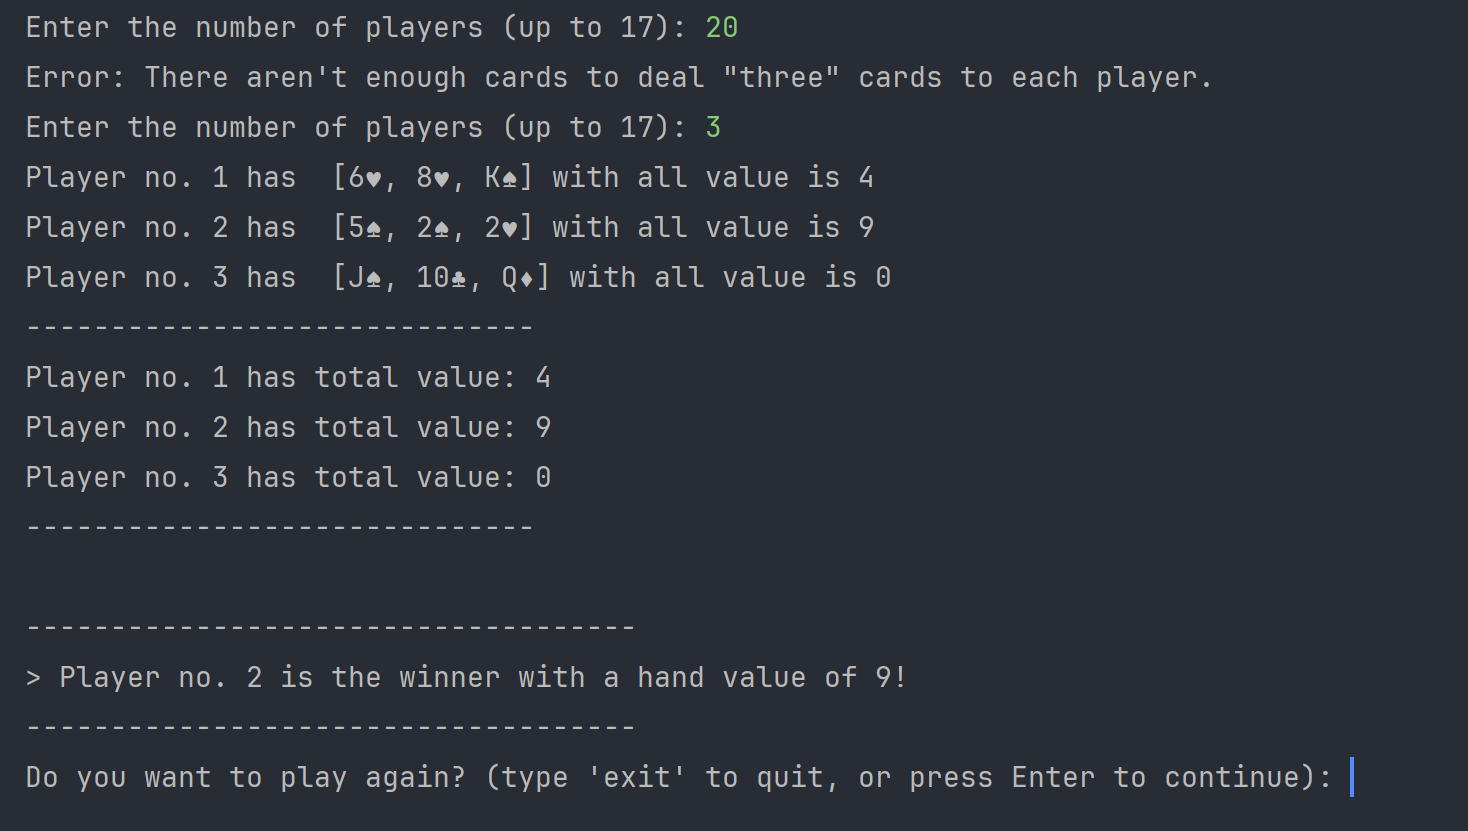 Enter the number of players (up to 17): 20
Error: There aren't enough cards to deal "three" cards to each player.
Enter the number of players (up to 17): 3
Player no. 1 has  [6♥, 8♥, K♠] with all value is 4
Player no. 2 has  [5♠, 2♠, 2♥] with all value is 9
Player no. 3 has  [J♠, 10♣, Q♦] with all value is 0
------------------------------
Player no. 1 has total value: 4
Player no. 2 has total value: 9
Player no. 3 has total value: 0
------------------------------
------------------------------------
> Player no. 2 is the winner with a hand value of 9!
------------------------------------
Do you want to play again? (type 'exit' to quit, or press Enter to continue):